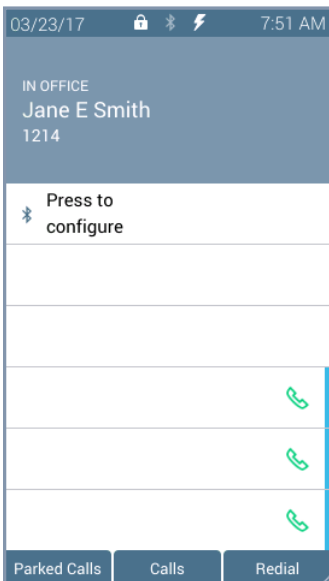 03/23/17 7:51 AM
IN OFFICE
Jane E Smith
1214
Press to
configure
Parked Calls Calls Redial